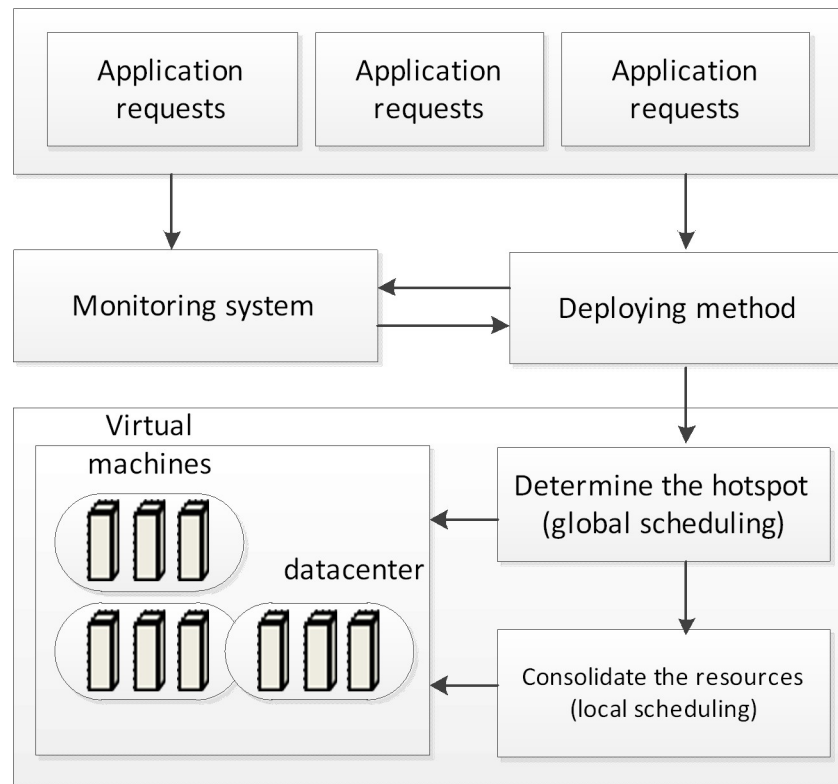 Application
requests
Application
requests
Application
requests
Monitoring system
Deploying method
Virtual
machines
datacenter
Determine the hotspot
(global scheduling)
Consolidate the resources
(local scheduling)